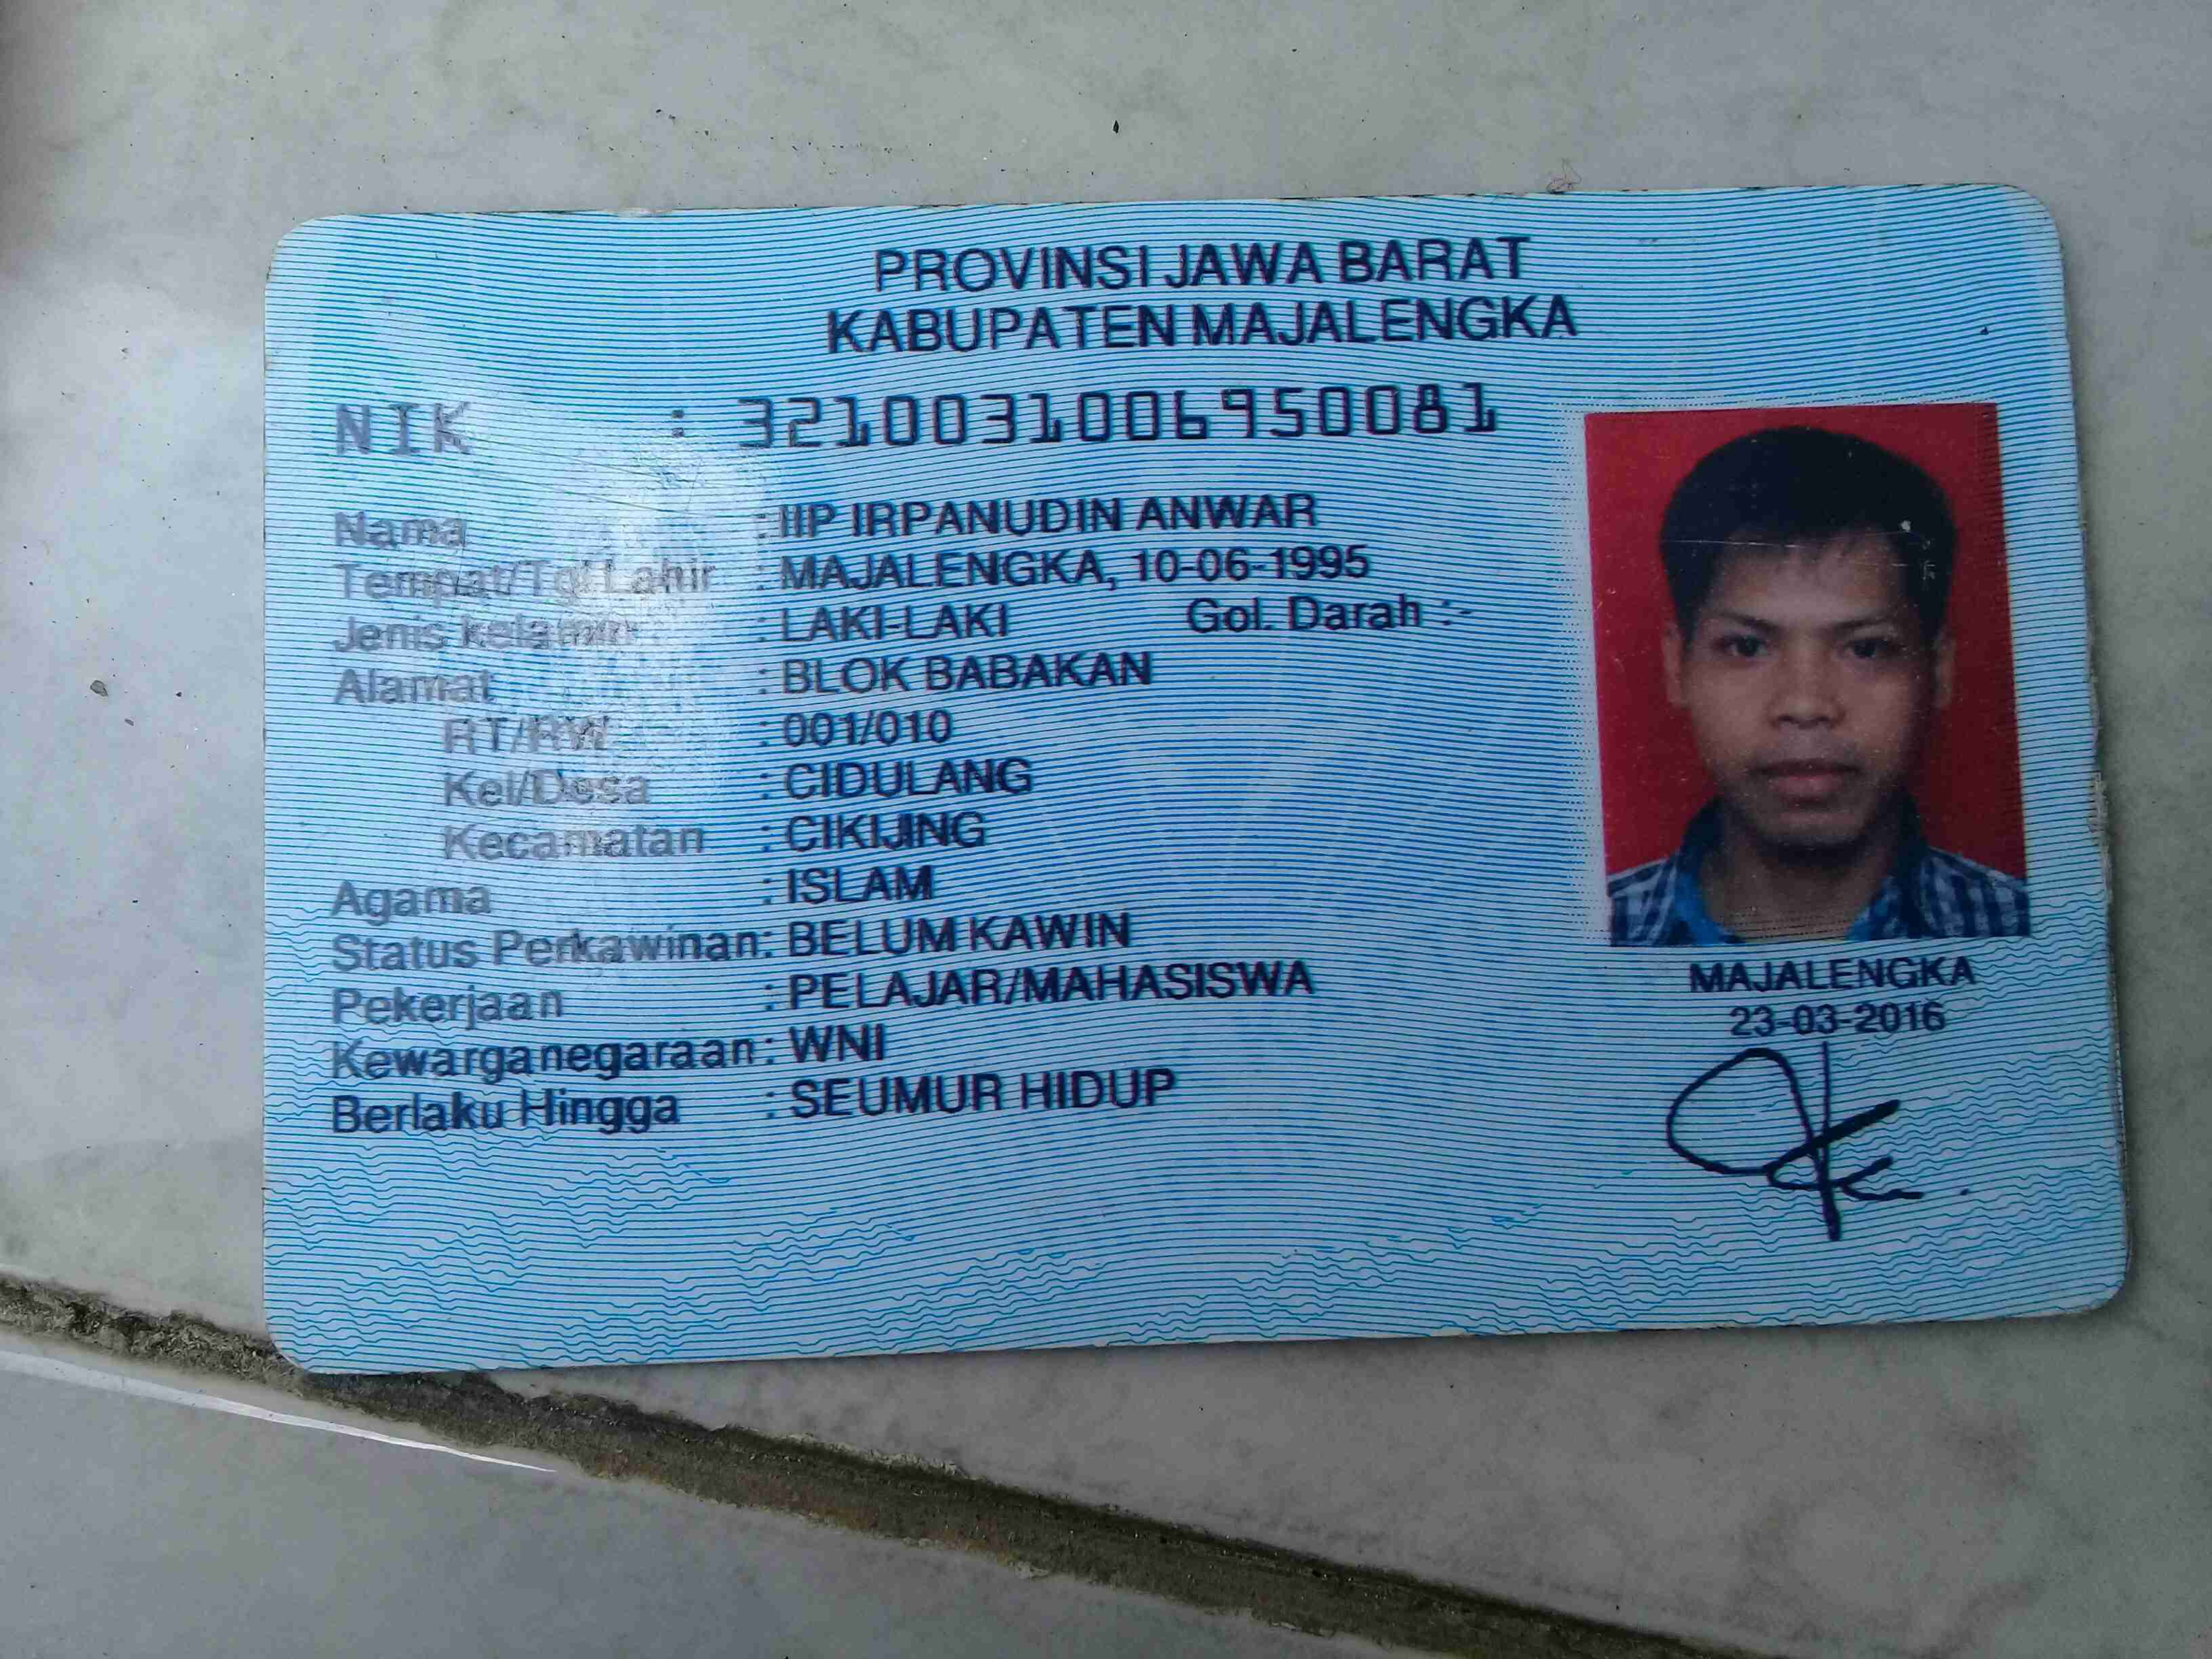 PROVINSI JAWA BARAT
KABUPATEN MAJALENGKA
NIK : 3210031006950081
Nama : IIP IRPANUDIN ANWAR
Tempat/Tgl Lahir : MAJALENGKA, 10-06-1995
Jenis kelamin : LAKI-LAKI Gol. Darah : -
Alamat : BLOK BABAKAN
RT/RW : 001/010
Kel/Desa : CIDULANG
Kecamatan : CIKIJING
Agama : ISLAM
Status Perkawinan: BELUM KAWIN
Pekerjaan : PELAJAR/MAHASISWA
Kewarganegaraan: WNI
Berlaku Hingga : SEUMUR HIDUP
MAJALENGKA
23-03-2016